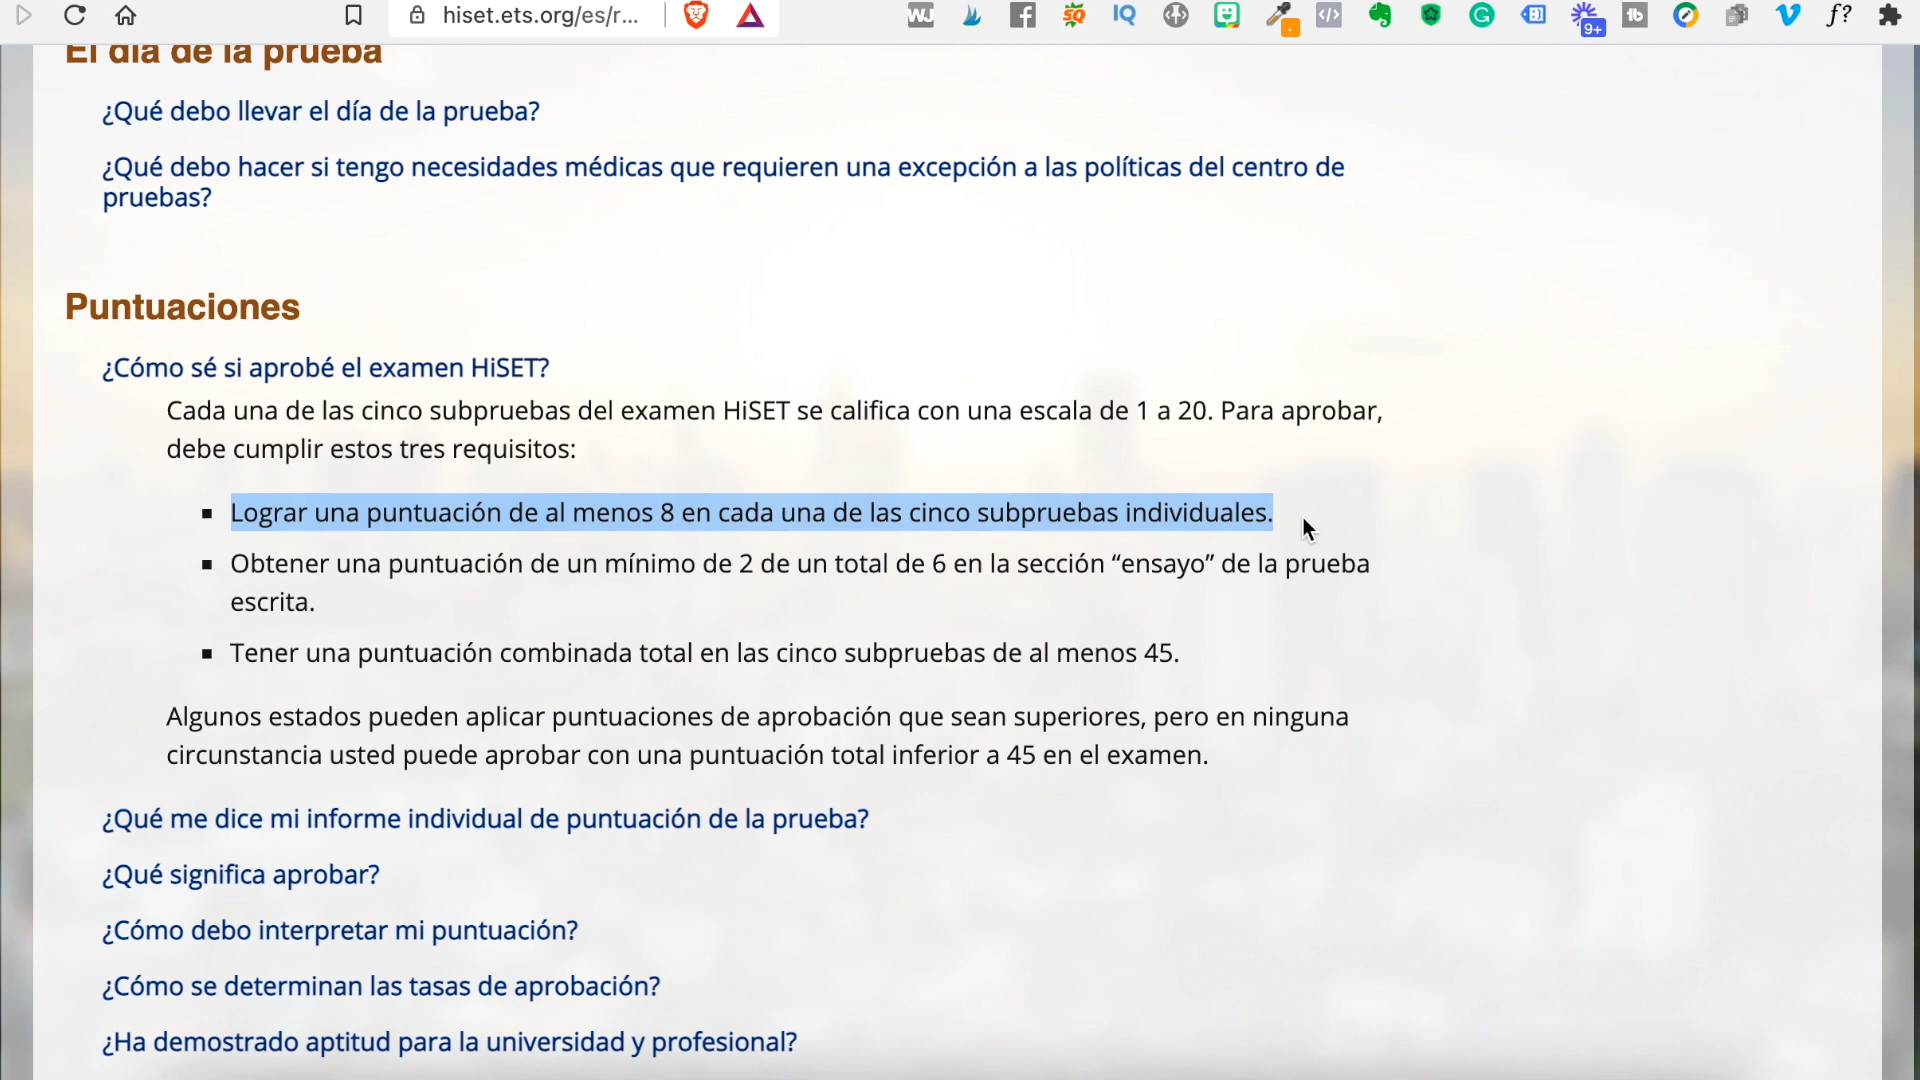 hiset.ets.org/es/r...
WJ
SQ
IQ
9+
f?
El día de la prueba
¿Qué debo llevar el día de la prueba?
¿Qué debo hacer si tengo necesidades médicas que requieren una excepción a las políticas del centro de
pruebas?
Puntuaciones
¿Cómo sé si aprobé el examen HiSET?
Cada una de las cinco subpruebas del examen HiSET se califica con una escala de 1 a 20. Para aprobar,
debe cumplir estos tres requisitos:
Lograr una puntuación de al menos 8 en cada una de las cinco subpruebas individuales.
Obtener una puntuación de un mínimo de 2 de un total de 6 en la sección “ensayo” de la prueba
escrita.
Tener una puntuación combinada total en las cinco subpruebas de al menos 45.
Algunos estados pueden aplicar puntuaciones de aprobación que sean superiores, pero en ninguna
circunstancia usted puede aprobar con una puntuación total inferior a 45 en el examen.
¿Qué me dice mi informe individual de puntuación de la prueba?
¿Qué significa aprobar?
¿Cómo debo interpretar mi puntuación?
¿Cómo se determinan las tasas de aprobación?
¿Ha demostrado aptitud para la universidad y profesional?